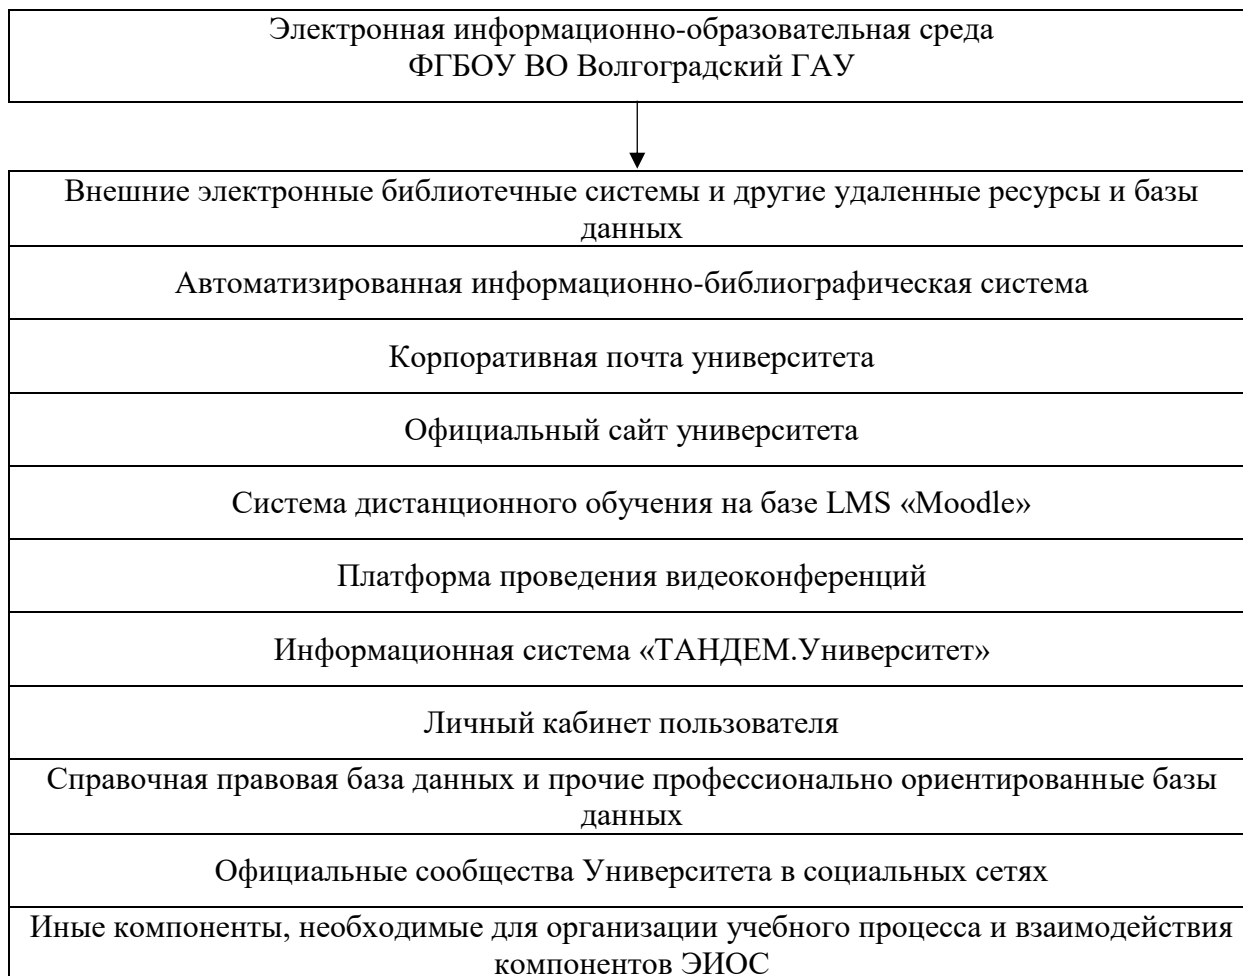 Электронная информационно-образовательная среда
ФГБОУ ВО Волгоградский ГАУ
Внешние электронные библиотечные системы и другие удаленные ресурсы и базы
данных
Автоматизированная информационно-библиографическая система
Корпоративная почта университета
Официальный сайт университета
Система дистанционного обучения на базе LMS «Moodle»
Платформа проведения видеоконференций
Информационная система «ТАНДЕМ.Университет»
Личный кабинет пользователя
Справочная правовая база данных и прочие профессионально ориентированные базы
данных
Официальные сообщества Университета в социальных сетях
Иные компоненты, необходимые для организации учебного процесса и взаимодействия
компонентов ЭИОС